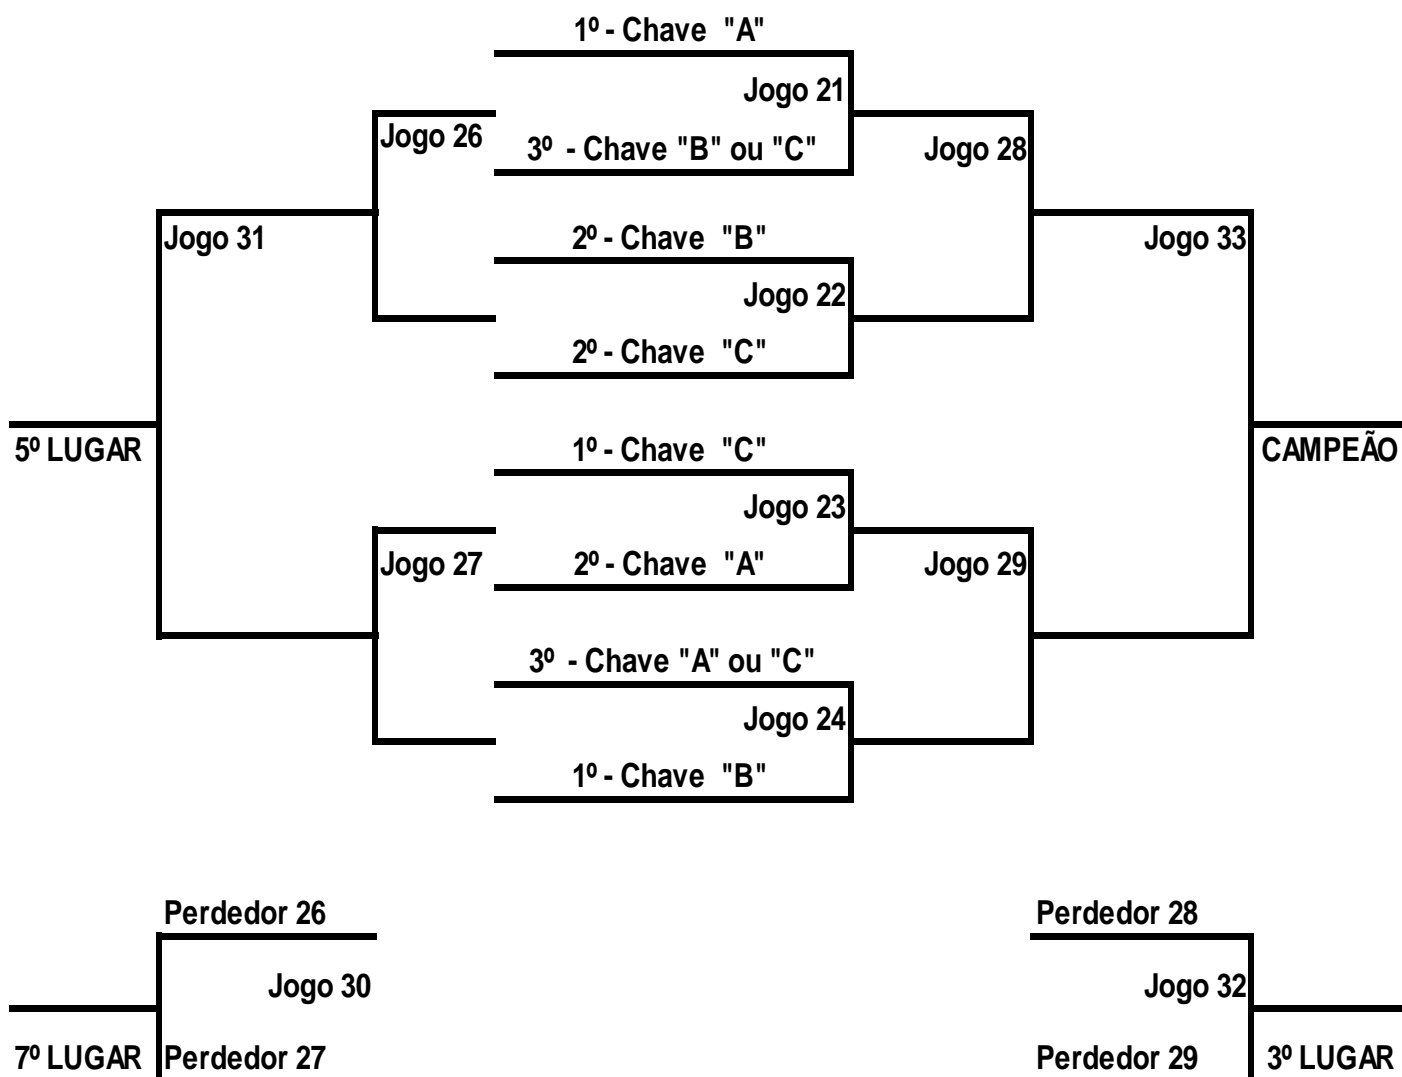 1º - Chave "A"
Jogo 21
Jogo 26
3º - Chave "B" ou "C"
Jogo 28
Jogo 31
2º - Chave "B"
Jogo 33
Jogo 22
2º - Chave "C"
5º LUGAR
1º - Chave "C"
CAMPEÃO
Jogo 23
Jogo 27
2º - Chave "A"
Jogo 29
3º - Chave "A" ou "C"
Jogo 24
1º - Chave "B"
Perdedor 26
Perdedor 28
Jogo 30
Jogo 32
7º LUGAR
Perdedor 27
Perdedor 29
3º LUGAR